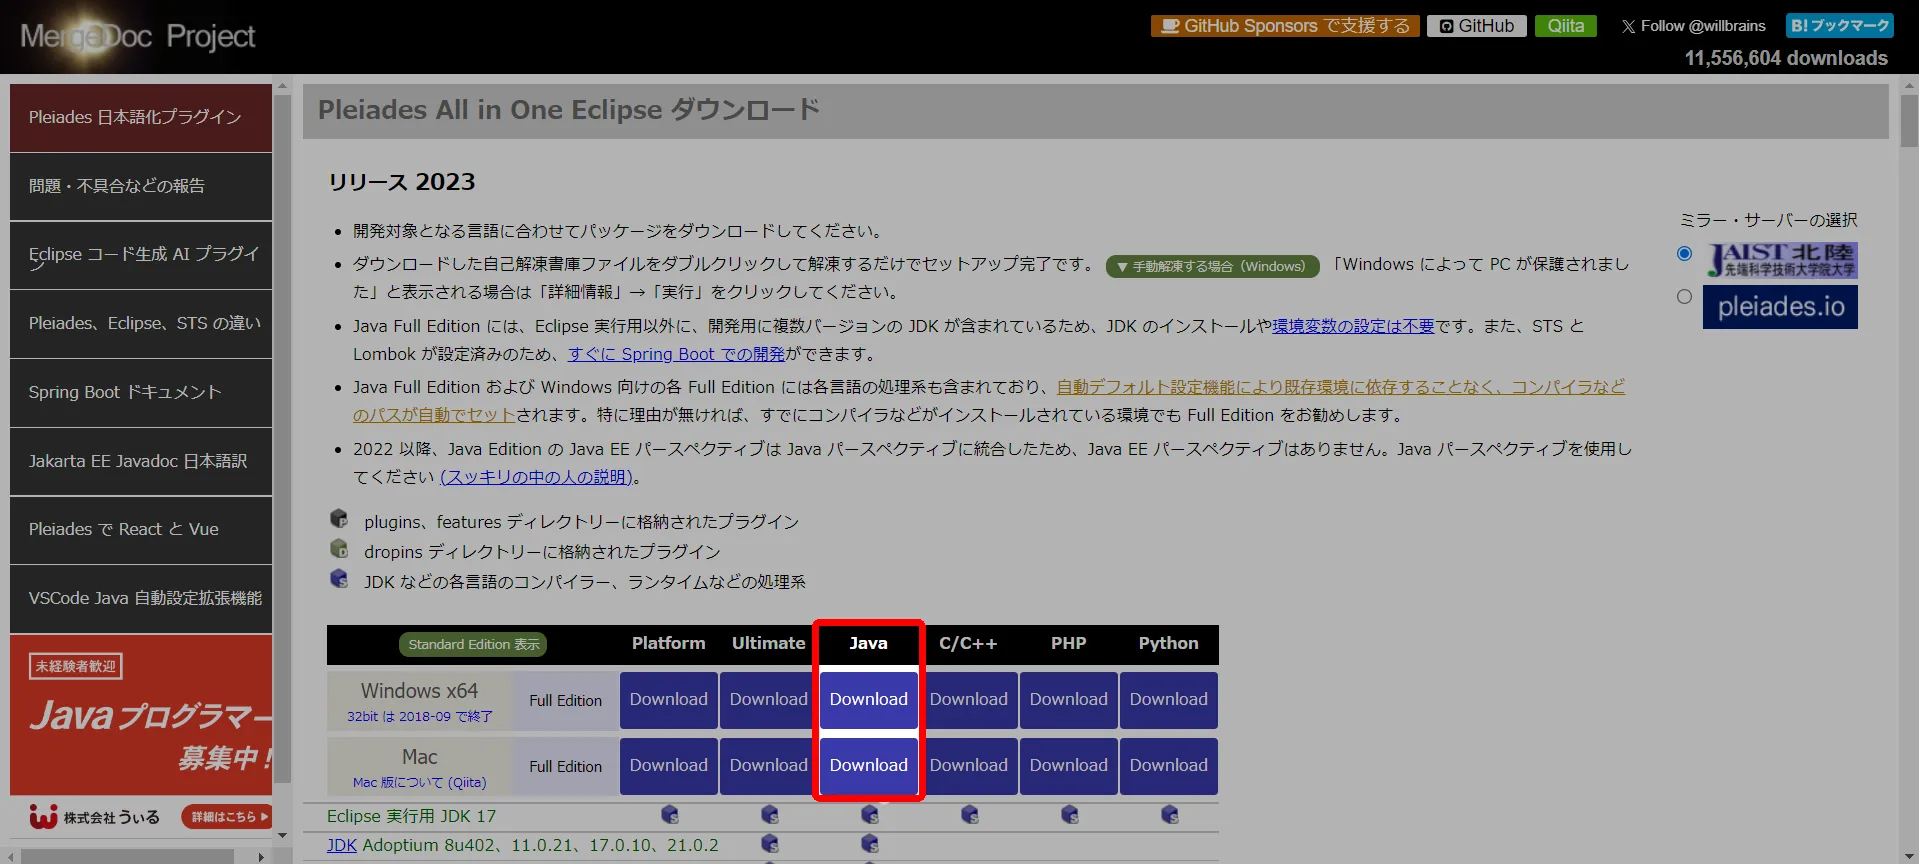 MergeDoc Project
GitHub Sponsors で支援する
GitHub
Qiita
Follow @willbrains
B! ブックマーク
11,556,604 downloads
Pleiades 日本語化プラグイン
問題・不具合などの報告
Eclipse コード生成 AI プラグイ
ン
Pleiades、Eclipse、STS の違い
Spring Boot ドキュメント
Jakarta EE Javadoc 日本語訳
Pleiades で React と Vue
VSCode Java 自動設定拡張機能
未経験者歓迎
Javaプログラマー
募集中!
株式会社うぃる
詳細はこちら
Pleiades All in One Eclipse ダウンロード
リリース 2023
開発対象となる言語に合わせてパッケージをダウンロードしてください。
ダウンロードした自己解凍書庫ファイルをダブルクリックして解凍するだけでセットアップ完了です。 ▼ 手動解凍する場合（Windows） 「Windows によって PC が保護されまし
た」と表示される場合は「詳細情報」→「実行」をクリックしてください。
Java Full Edition には、Eclipse 実行用以外に、開発用に複数バージョンの JDK が含まれているため、JDK のインストールや環境変数の設定は不要です。また、STS と
Lombok が設定済みのため、すぐに Spring Boot での開発ができます。
Java Full Edition および Windows 向けの各 Full Edition には各言語の処理系も含まれており、自動デフォルト設定機能により既存環境に依存することなく、コンパイラなど
のパスが自動でセットされます。特に理由が無ければ、すでにコンパイラなどがインストールされている環境でも Full Edition をお勧めします。
2022 以降、Java Edition の Java EE パースペクティブは Java パースペクティブに統合したため、Java EE パースペクティブはありません。Java パースペクティブを使用し
てください (スッキリの中の人の説明)。
plugins、features ディレクトリーに格納されたプラグイン
dropins ディレクトリーに格納されたプラグイン
JDK などの各言語のコンパイラー、ランタイムなどの処理系
ミラー・サーバーの選択
JAIST北陸
先端科学技術大学院大学
pleiades.io
Standard Edition 表示 Platform Ultimate Java C/C++ PHP Python
Windows x64
32bit は 2018-09 で終了
Full Edition Download Download Download Download Download Download
Mac
Mac 版について (Qiita)
Full Edition Download Download Download Download Download Download
Eclipse 実行用 JDK 17
JDK Adoptium 8u402、11.0.21、17.0.10、21.0.2